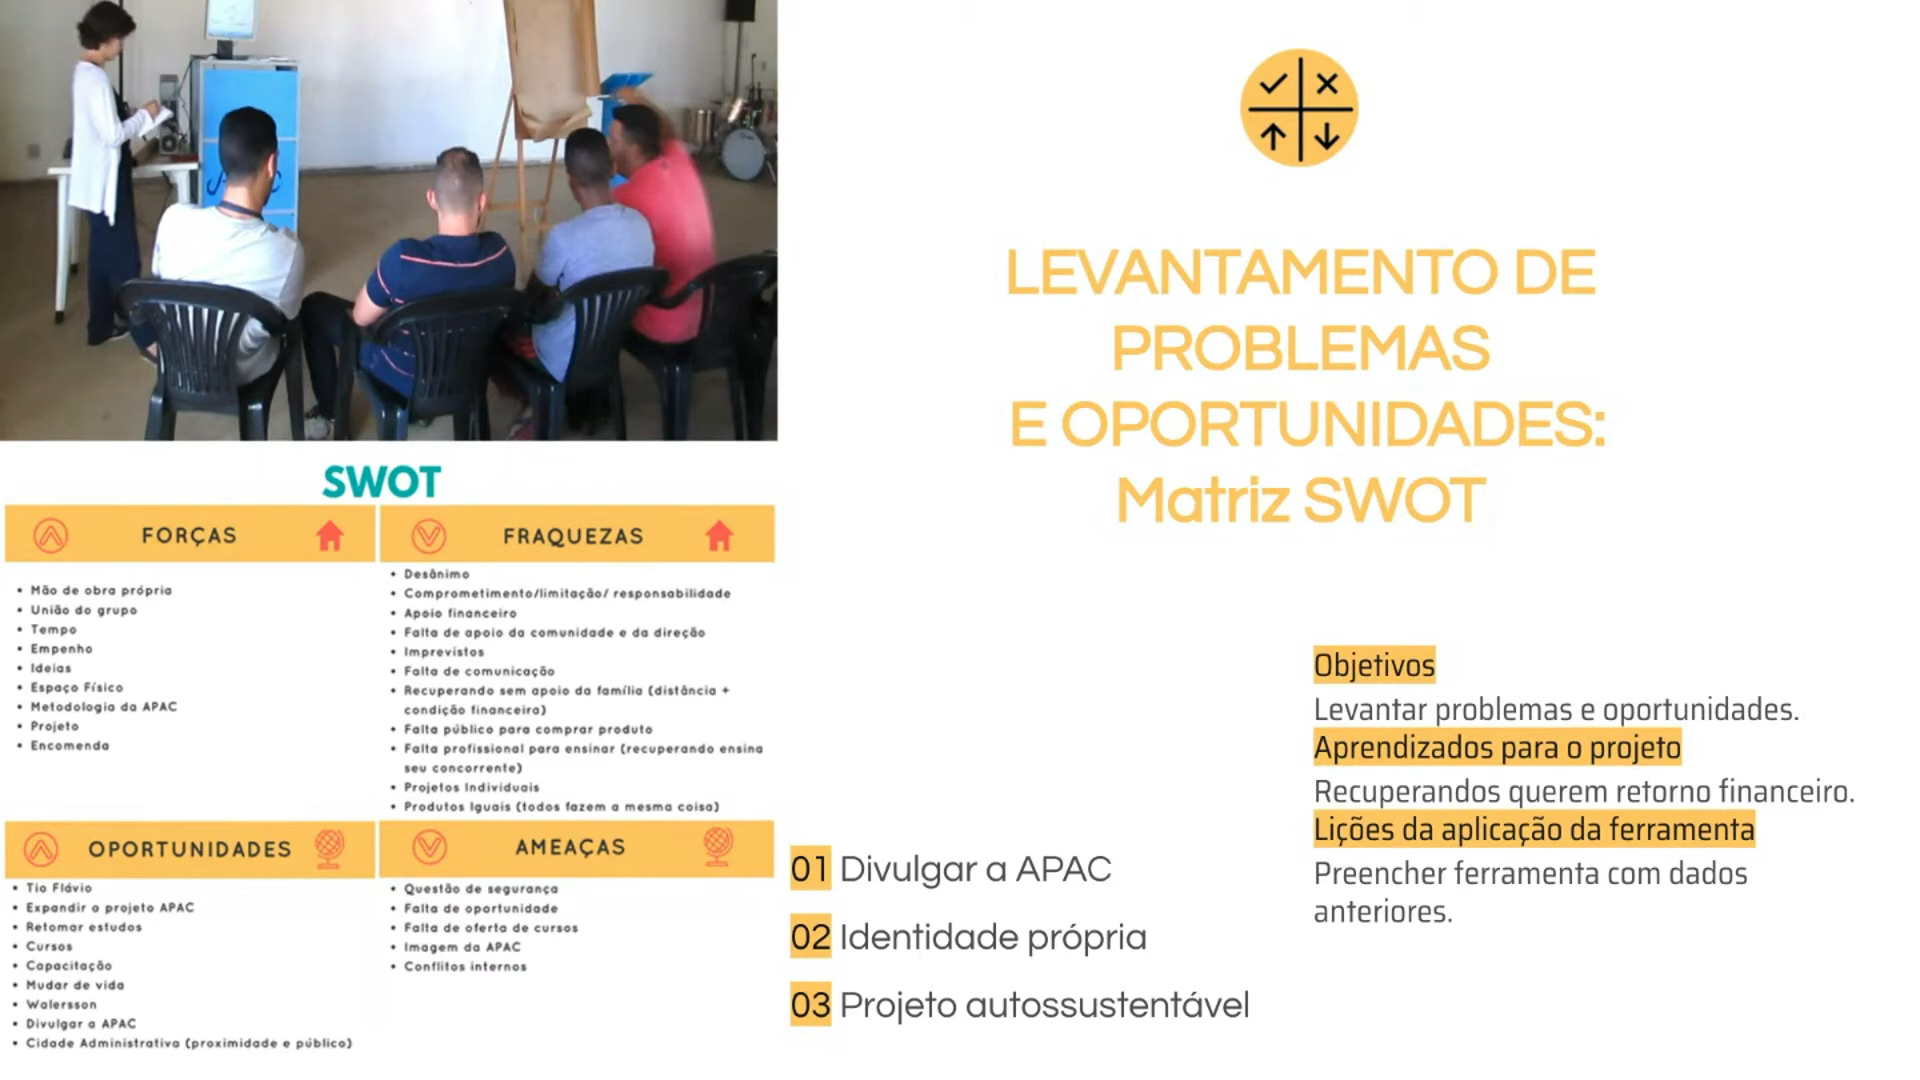 LEVANTAMENTO DE
PROBLEMAS
E OPORTUNIDADES:
Matriz SWOT
SWOT
FORÇAS
• Mão de obra própria
• União do grupo
• Tempo
• Empenho
• Ideias
• Espaço Físico
• Metodologia da APAC
• Projeto
• Encomenda
FRAQUEZAS
• Desânimo
• Comprometimento/limitação/ responsabilidade
• Apoio financeiro
• Falta de apoio da comunidade e da direção
• Imprevistos
• Falta de comunicação
• Recuperando sem apoio da família (distância +
condição financeira)
• Falta público para comprar produto
• Falta profissional para ensinar (recuperando ensina
seu concorrente)
• Projetos Individuais
• Produtos Iguais (todos fazem a mesma coisa)
OPORTUNIDADES
• Tio Flávio
• Expandir o projeto APAC
• Retomar estudos
• Cursos
• Capacitação
• Mudar de vida
• Walersson
• Divulgar a APAC
• Cidade Administrativa (proximidade e público)
AMEAÇAS
• Questão de segurança
• Falta de oportunidade
• Falta de oferta de cursos
• Imagem da APAC
• Conflitos internos
01 Divulgar a APAC
02 Identidade própria
03 Projeto autossustentável
Objetivos
Levantar problemas e oportunidades.
Aprendizados para o projeto
Recuperandos querem retorno financeiro.
Lições da aplicação da ferramenta
Preencher ferramenta com dados
anteriores.